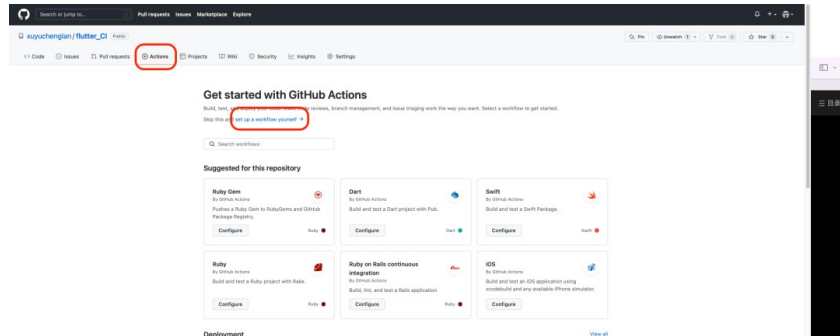 Search or jump to...
Pull requests Issues Marketplace Explore
xuyuchenglan / flutter_CI Public
Pin Unwatch 1 Fork 0 Star 0
Code Issues Pull requests Actions Projects Wiki Security Insights Settings
Get started with GitHub Actions
Build, test, and deploy your code. Make code reviews, branch management, and issue triaging work the way you want. Select a workflow to get started.
Skip this and set up a workflow yourself →
Search workflows
Suggested for this repository
Ruby Gem
By GitHub Actions
Pushes a Ruby Gem to RubyGems and GitHub
Package Registry.
Configure Ruby
Dart
By GitHub Actions
Build and test a Dart project with Pub.
Configure Dart
Swift
By GitHub Actions
Build and test a Swift Package.
Configure Swift
Ruby
By GitHub Actions
Build and test a Ruby project with Rake.
Configure Ruby
Ruby on Rails continuous
integration
By GitHub Actions
Build, lint, and test a Rails application
Configure Ruby
iOS
By GitHub Actions
Build and test an iOS application using
xcodebuild and any available iPhone simulator.
Configure
Deployment
View all
目录